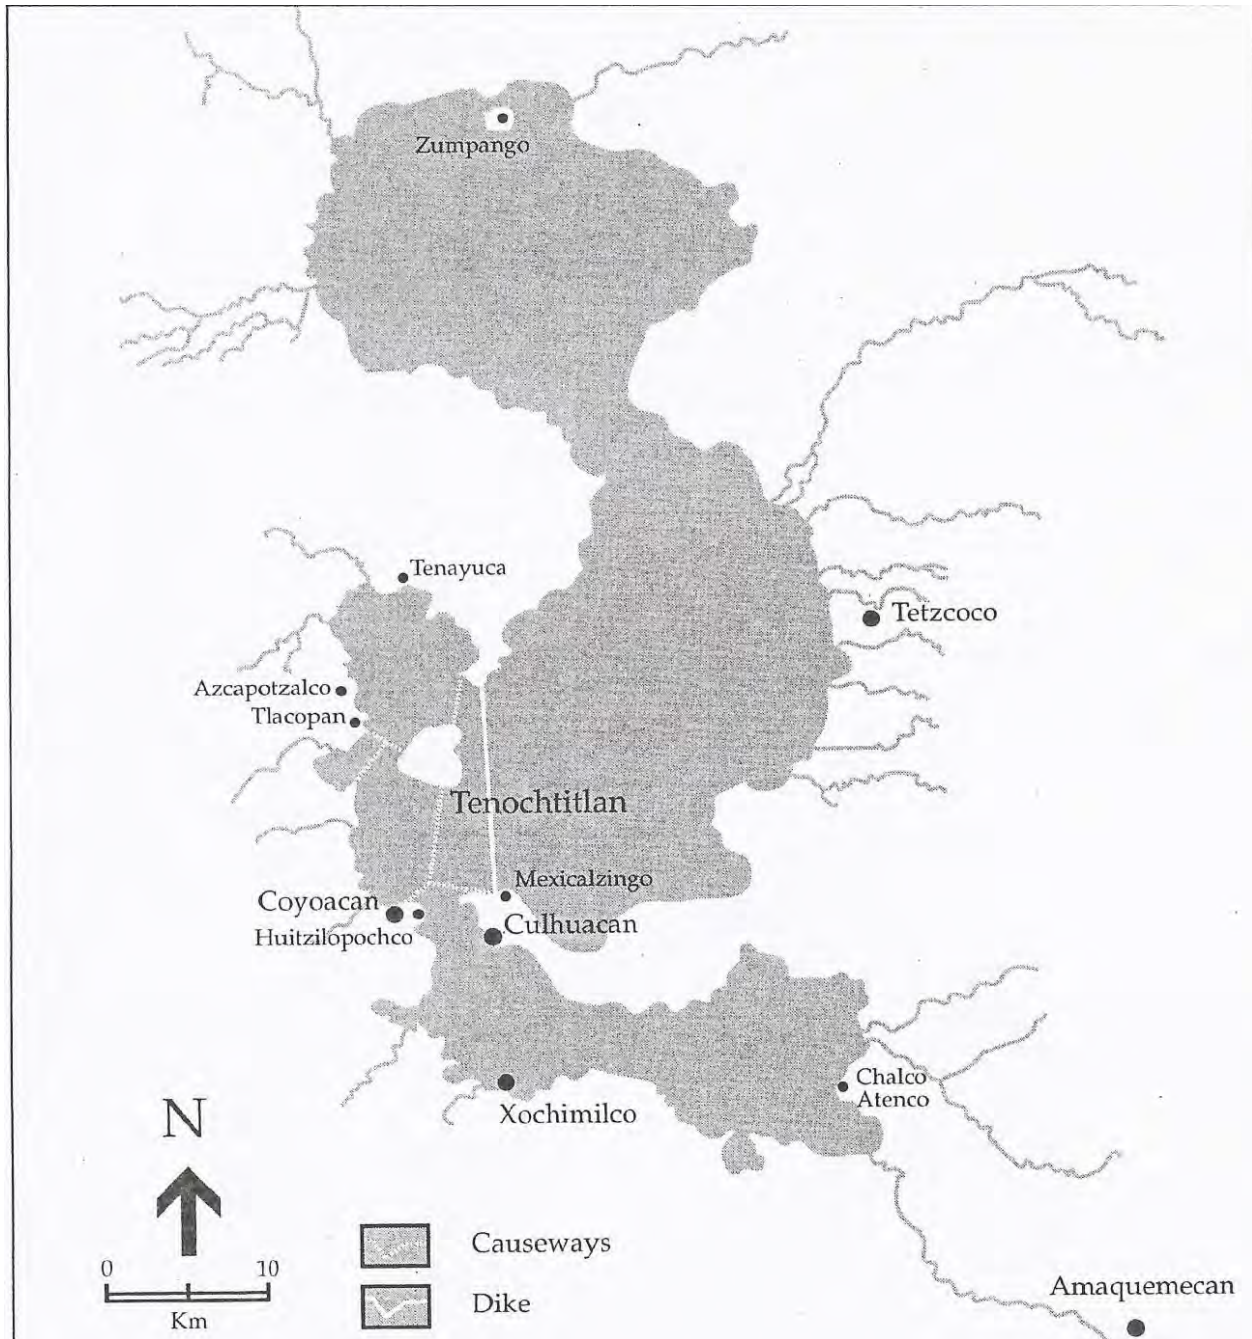 Zumpango
Tenayuca
Tetzcoco
Azcapotzalco
Tlacopan
Tenochtitlan
Mexicalzingo
Coyoacan
Culhuacan
Huitzilopochco
Chalco
Atenco
Xochimilco
N
Causeways
0 10
Km
Dike
Amaquemecan